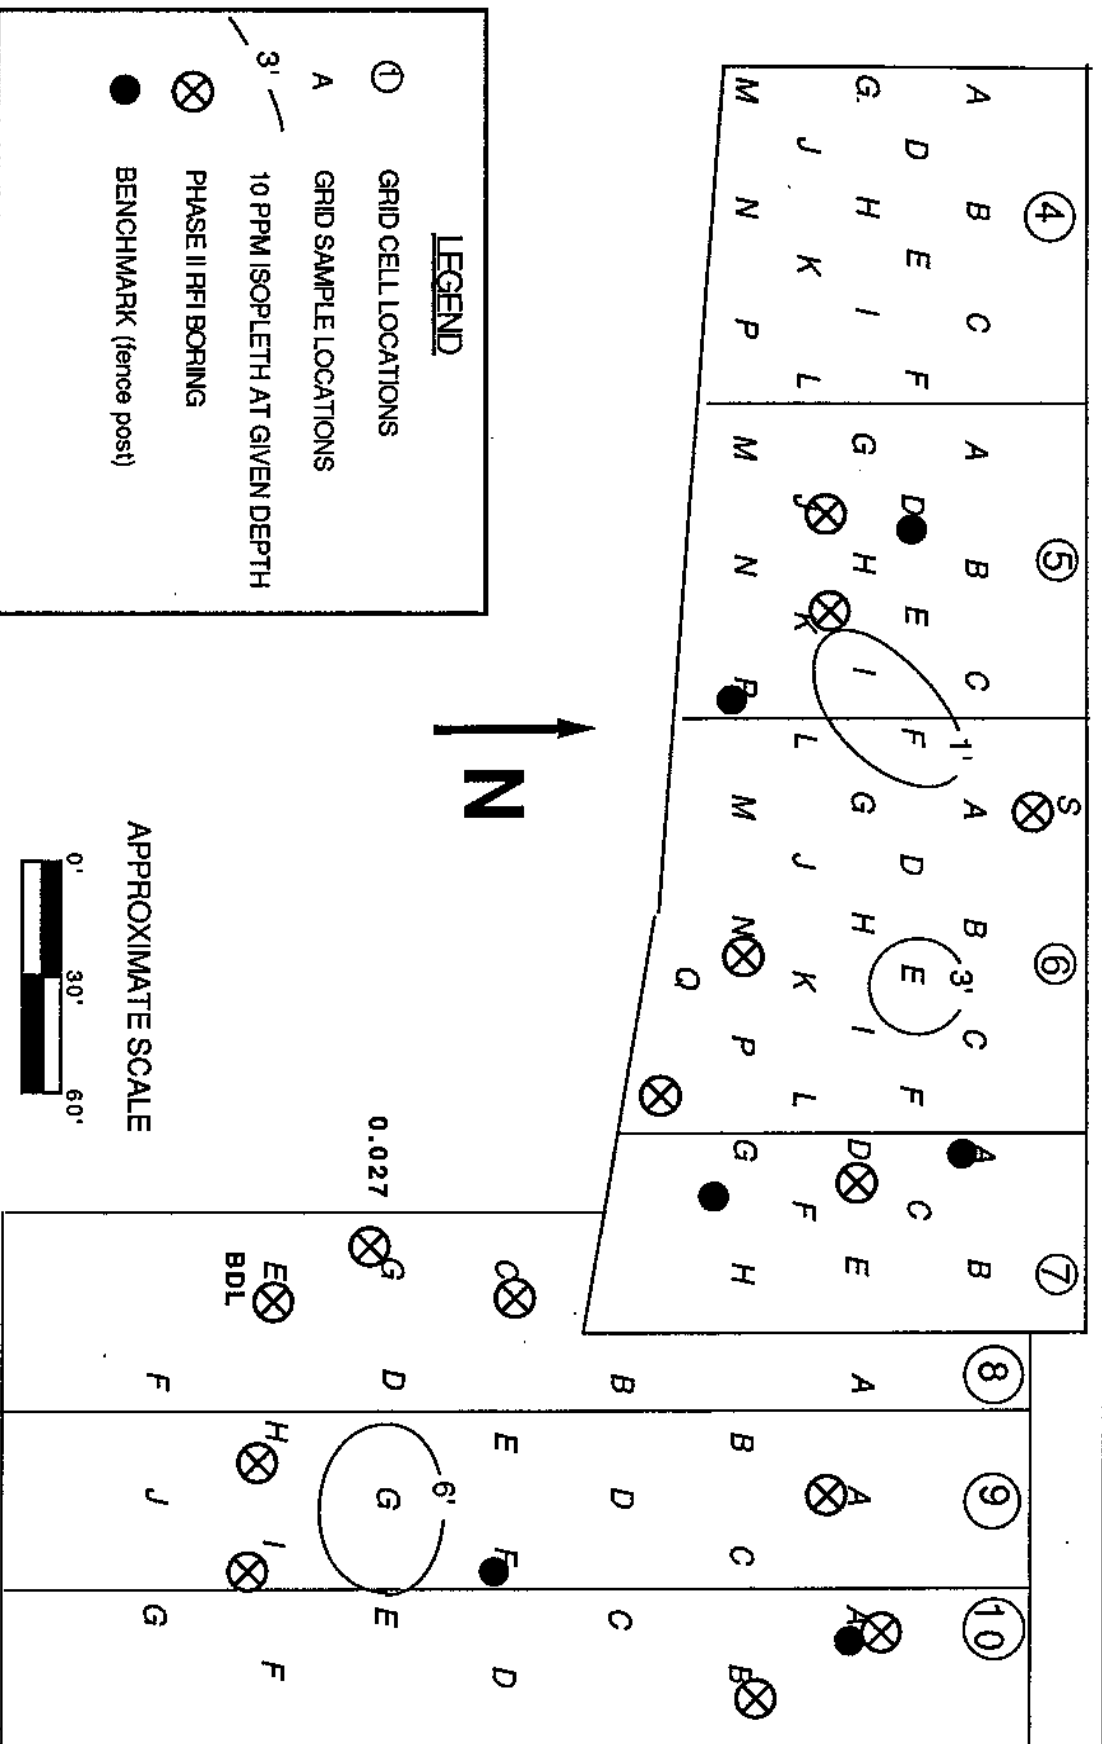 S
④ ⑤ ⑥ ⑦
A B C A B C A B C A B
1' 3'
D E F D E F D E F C
G. H I G H I G H I D E
J K L J K L J K L F
M N P M N P M M P G H
Q
8 9 10
A A A
B C B
B D C
C E F D
6'
0.027 G D G E
E H I F
BDL
F J G
N
APPROXIMATE SCALE
0' 30' 60'
LEGEND
① GRID CELL LOCATIONS
A GRID SAMPLE LOCATIONS
3' 10 PPM ISOPLETH AT GIVEN DEPTH
PHASE II RFI BORING
BENCHMARK (fence post)